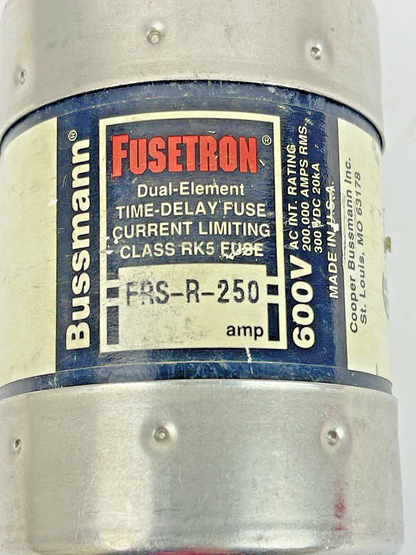 Bussmann®
FUSETRON®
Dual-Element
TIME-DELAY FUSE
CURRENT LIMITING
CLASS RK5 FUSE
FRS-R-250
amp
600V
AC INT. RATING
200,000 AMPS RMS
300 VDC 20kA
MADE IN U.S.A.
Cooper Bussmann Inc.
St. Louis, MO 63178